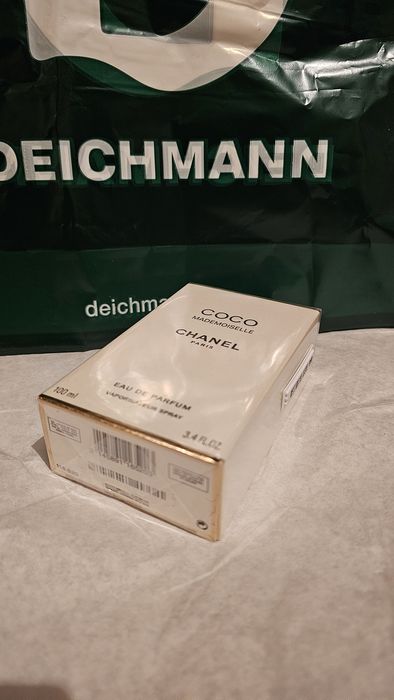 DEICHMANN
deichma
COCO
MADEMOISELLE
CHANEL
PARIS
EAU DE PARFUM
VAPORISATEUR SPRAY
100 ml
3.4 FL.OZ.